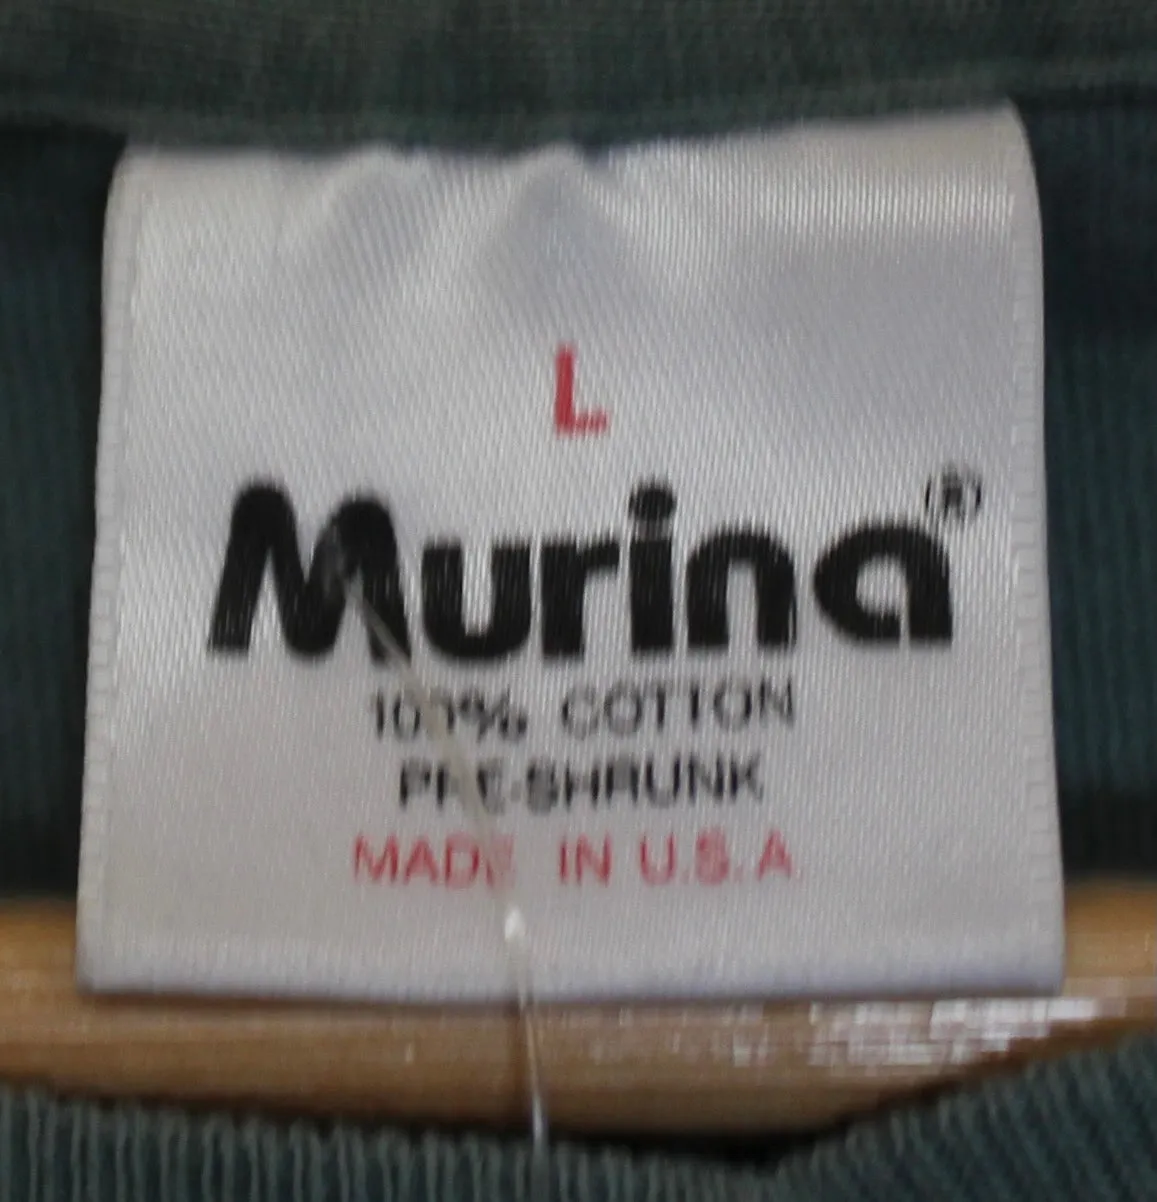 L
Murina®
100% COTTON
PRE-SHRUNK
MADE IN U.S.A.